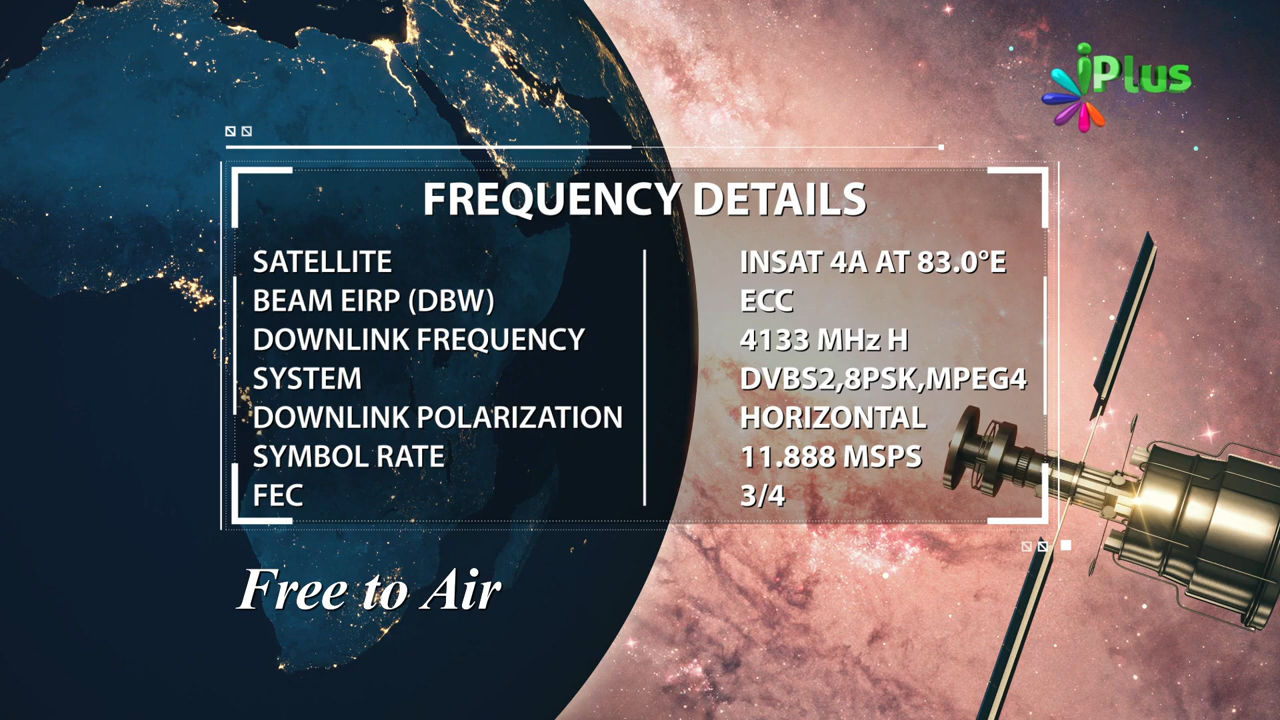 iPlus
FREQUENCY DETAILS
SATELLITE INSAT 4A AT 83.0°E
BEAM EIRP (DBW) ECC
DOWNLINK FREQUENCY 4133 MHz H
SYSTEM DVBS2,8PSK,MPEG4
DOWNLINK POLARIZATION HORIZONTAL
SYMBOL RATE 11.888 MSPS
FEC 3/4
Free to Air